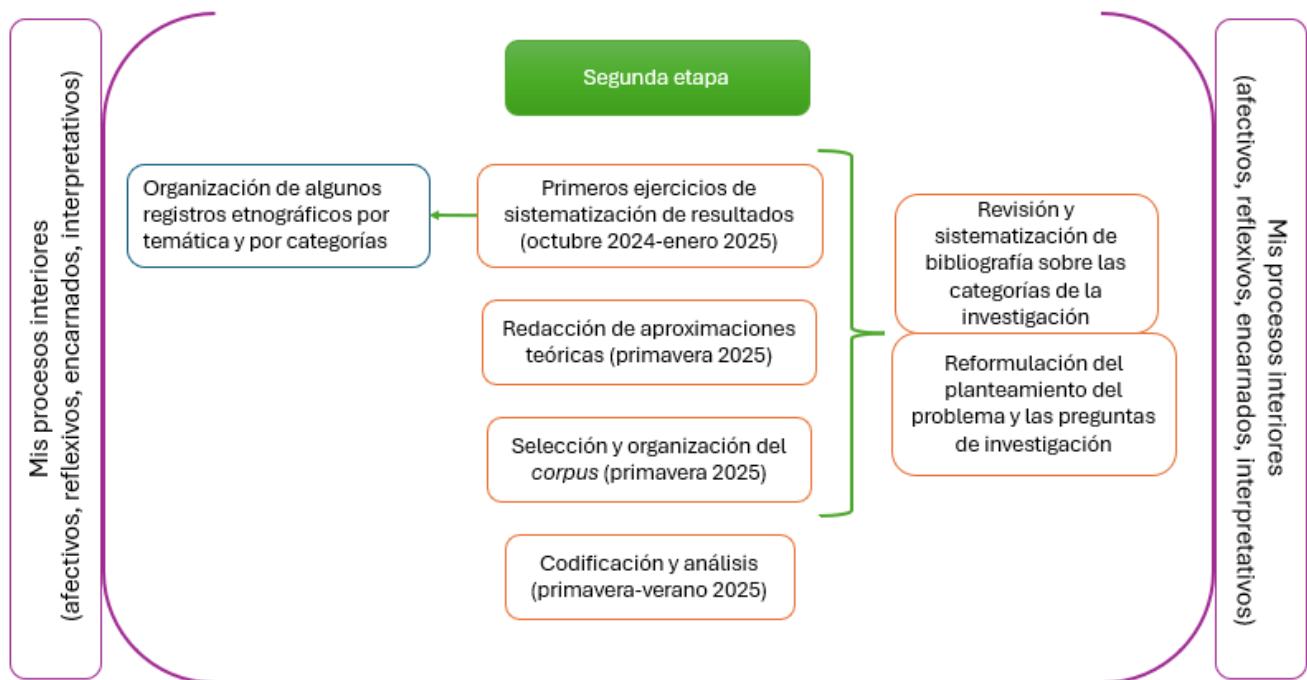 Mis procesos interiores
(afectivos, reflexivos, encarnados, interpretativos)
Segunda etapa
Organización de algunos
registros etnográficos por
temática y por categorías
Primeros ejercicios de
sistematización de resultados
(octubre 2024-enero 2025)
Redacción de aproximaciones
teóricas (primavera 2025)
Selección y organización del
corpus (primavera 2025)
Codificación y análisis
(primavera-verano 2025)
Revisión y
sistematización de
bibliografía sobre las
categorías de la
investigación
Reformulación del
planteamiento del
problema y las preguntas
de investigación
Mis procesos interiores
(afectivos, reflexivos, encarnados, interpretativos)